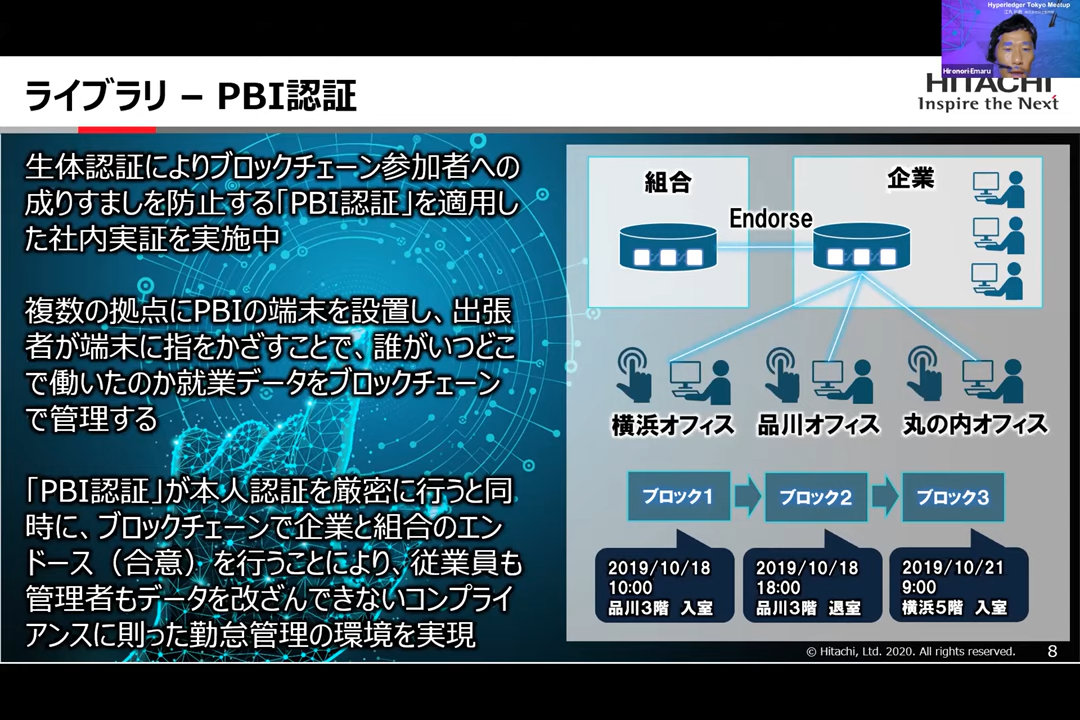 Hyperledger Tokyo Meetup
Hironori Emaru
HITACHI
Inspire the Next
ライブラリ – PBI認証
生体認証によりブロックチェーン参加者への
成りすましを防止する「PBI認証」を適用し
た社内実証を実施中
複数の拠点にPBIの端末を設置し、出張
者が端末に指をかざすことで、誰がいつどこ
で働いたのか就業データをブロックチェーン
で管理する
「PBI認証」が本人認証を厳密に行うと同
時に、ブロックチェーンで企業と組合のエン
ドース（合意）を行うことにより、従業員も
管理者もデータを改ざんできないコンプライ
アンスに則った勤怠管理の環境を実現
組合
Endorse
企業
横浜オフィス 品川オフィス 丸の内オフィス
ブロック1 ブロック2 ブロック3
2019/10/18
10:00
品川3階 入室
2019/10/18
18:00
品川3階 退室
2019/10/21
9:00
横浜5階 入室
© Hitachi, Ltd. 2020. All rights reserved. 8